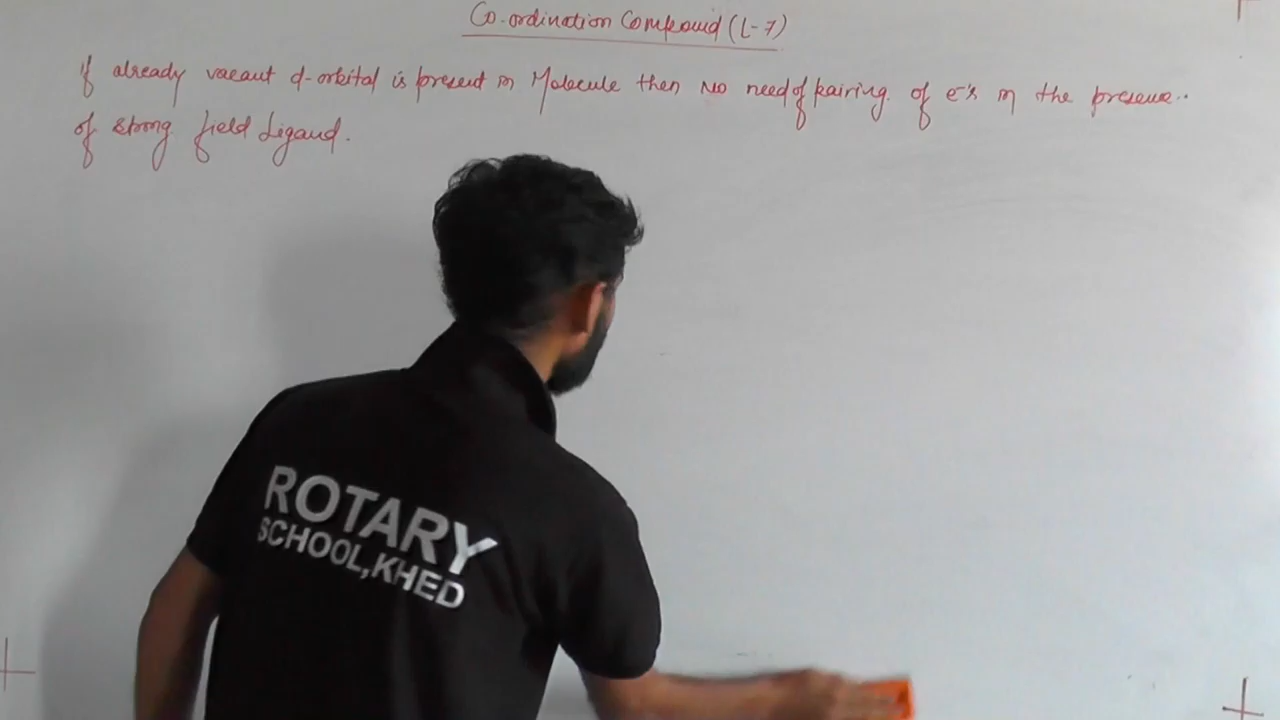 Co-ordination Compound (L-7)
if already vacant d-orbital is present in Molecule then No need of pairing of e-s in the presence..
of strong field Ligand.
ROTARY
SCHOOL,KHED